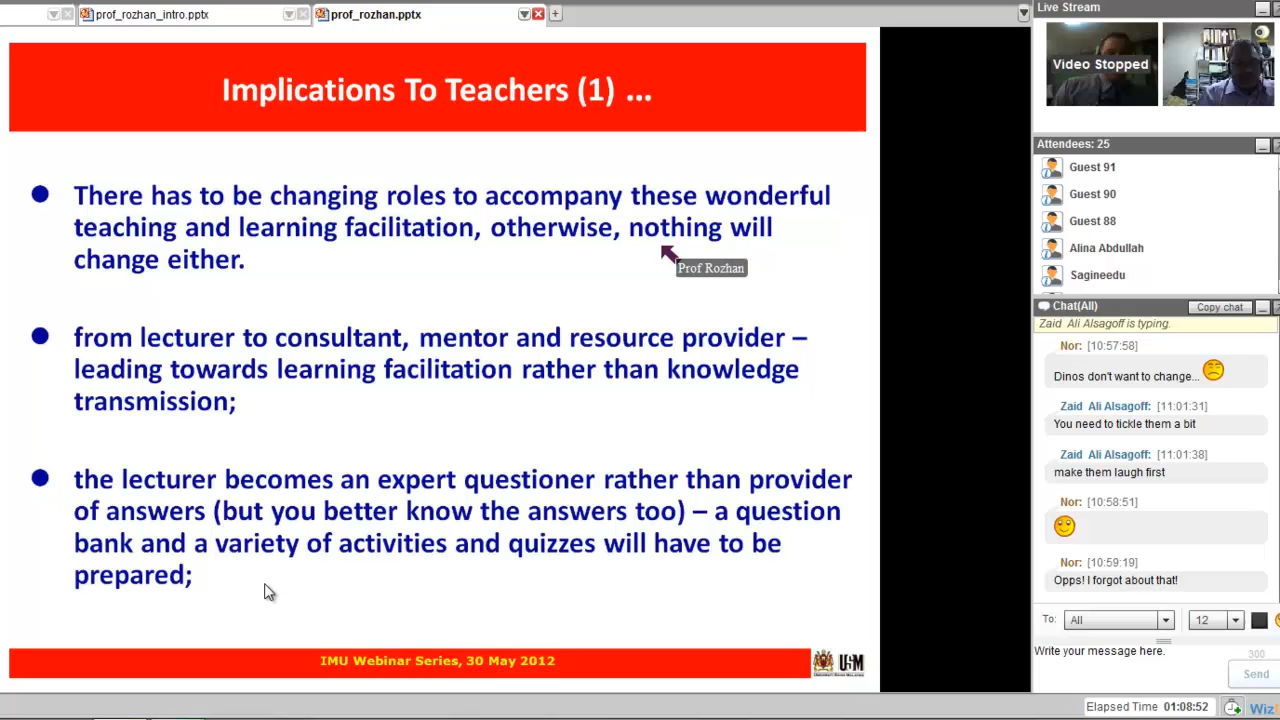 prof_rozhan_intro.pptx
prof_rozhan.pptx
Implications To Teachers (1) ...
There has to be changing roles to accompany these wonderful
teaching and learning facilitation, otherwise, nothing will
change either.
Prof Rozhan
from lecturer to consultant, mentor and resource provider –
leading towards learning facilitation rather than knowledge
transmission;
the lecturer becomes an expert questioner rather than provider
of answers (but you better know the answers too) – a question
bank and a variety of activities and quizzes will have to be
prepared;
IMU Webinar Series, 30 May 2012
USM
Live Stream
Video Stopped
Attendees: 25
Guest 91
Guest 90
Guest 88
Alina Abdullah
Sagineedu
Chat(All)
Copy chat
Zaid Ali Alsagoff is typing.
Nor: [10:57:58]
Dinos don't want to change...
Zaid Ali Alsagoff: [11:01:31]
You need to tickle them a bit
Zaid Ali Alsagoff: [11:01:38]
make them laugh first
Nor: [10:58:51]
Nor: [10:59:19]
Opps! I forgot about that!
To: All 12
Write your message here.
300
Send
Elapsed Time 01:08:52
Wiz